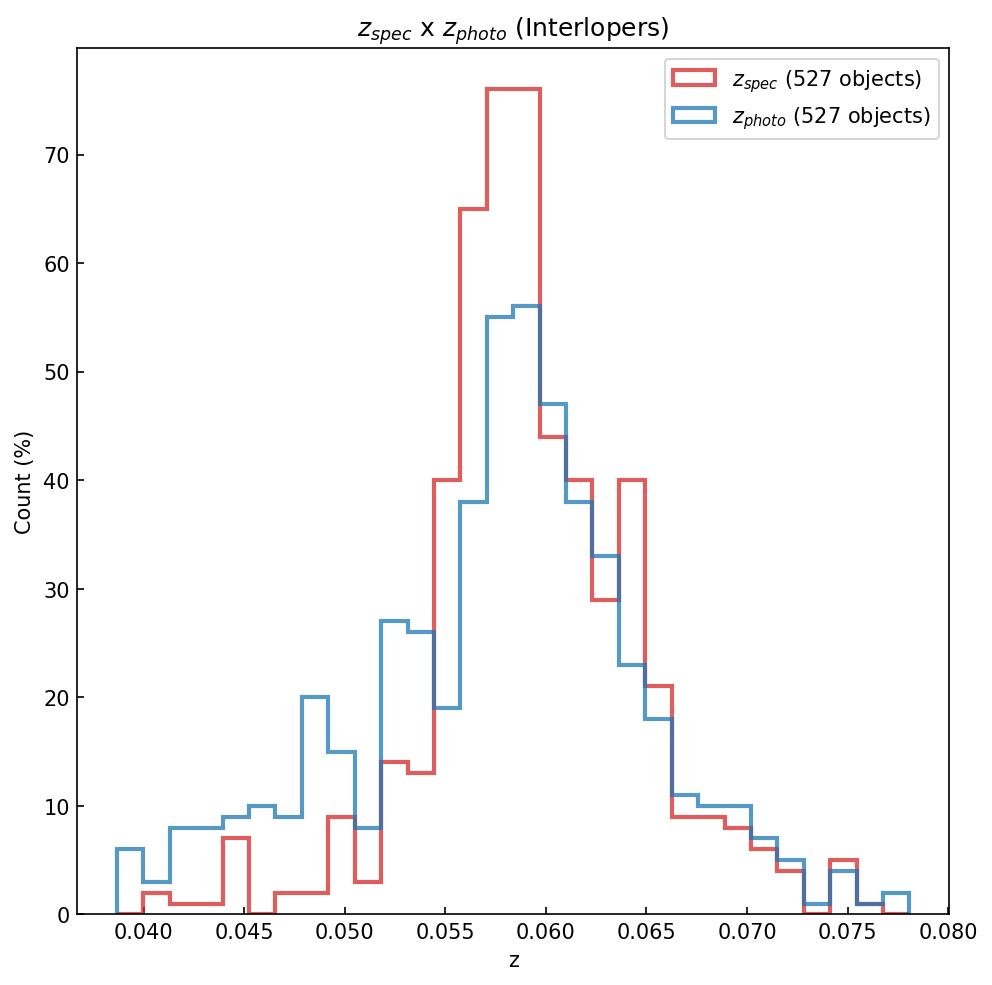 z_spec x z_photo (Interlopers)
z_spec (527 objects)
z_photo (527 objects)
Count (%)
70
60
50
40
30
20
10
0
0.040 0.045 0.050 0.055 0.060 0.065 0.070 0.075 0.080
z